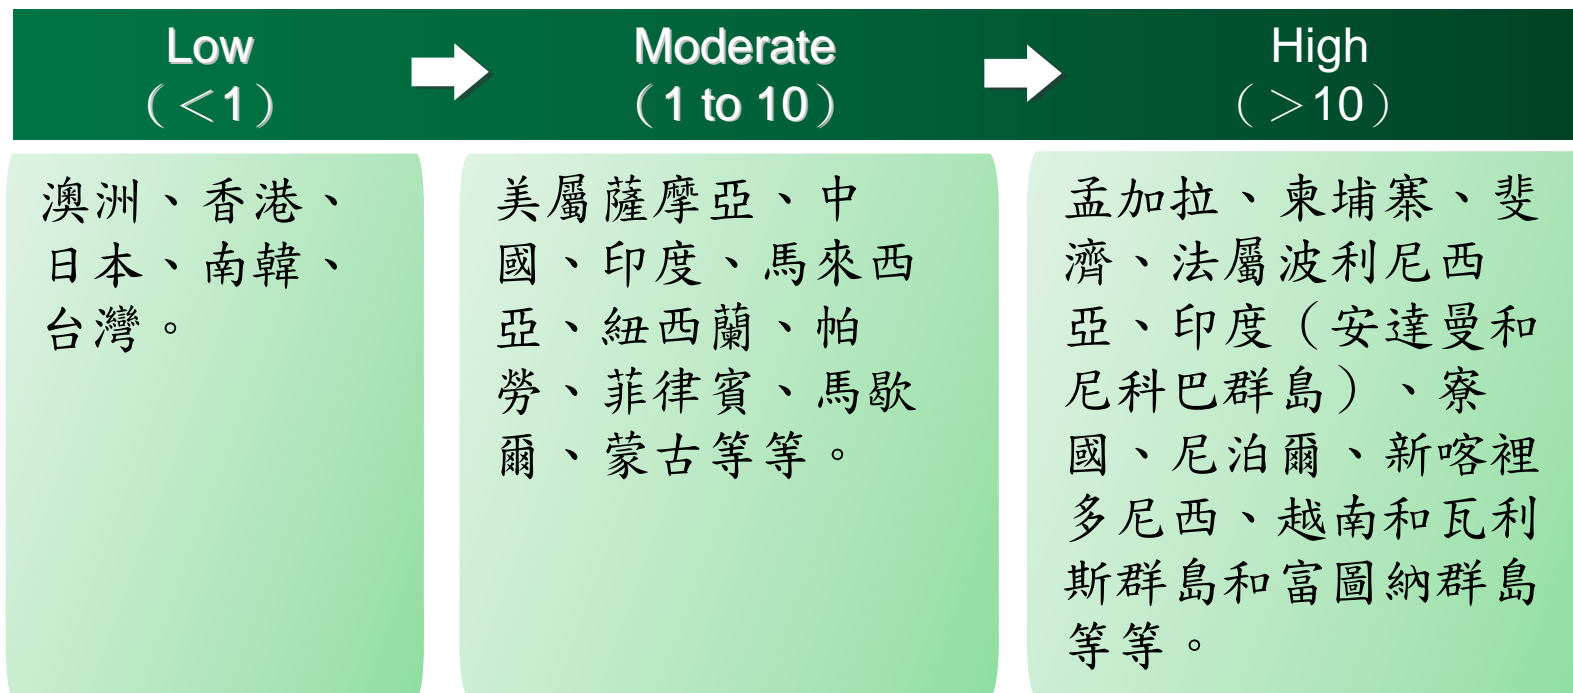 Low
（＜1）
Moderate
（1 to 10）
High
（＞10）
澳洲、香港、
日本、南韓、
台灣。
美屬薩摩亞、中
國、印度、馬來西
亞、紐西蘭、帕
勞、菲律賓、馬歇
爾、蒙古等等。
孟加拉、柬埔寨、斐
濟、法屬波利尼西
亞、印度（安達曼和
尼科巴群島）、寮
國、尼泊爾、新喀裡
多尼西、越南和瓦利
斯群島和富圖納群島
等等。